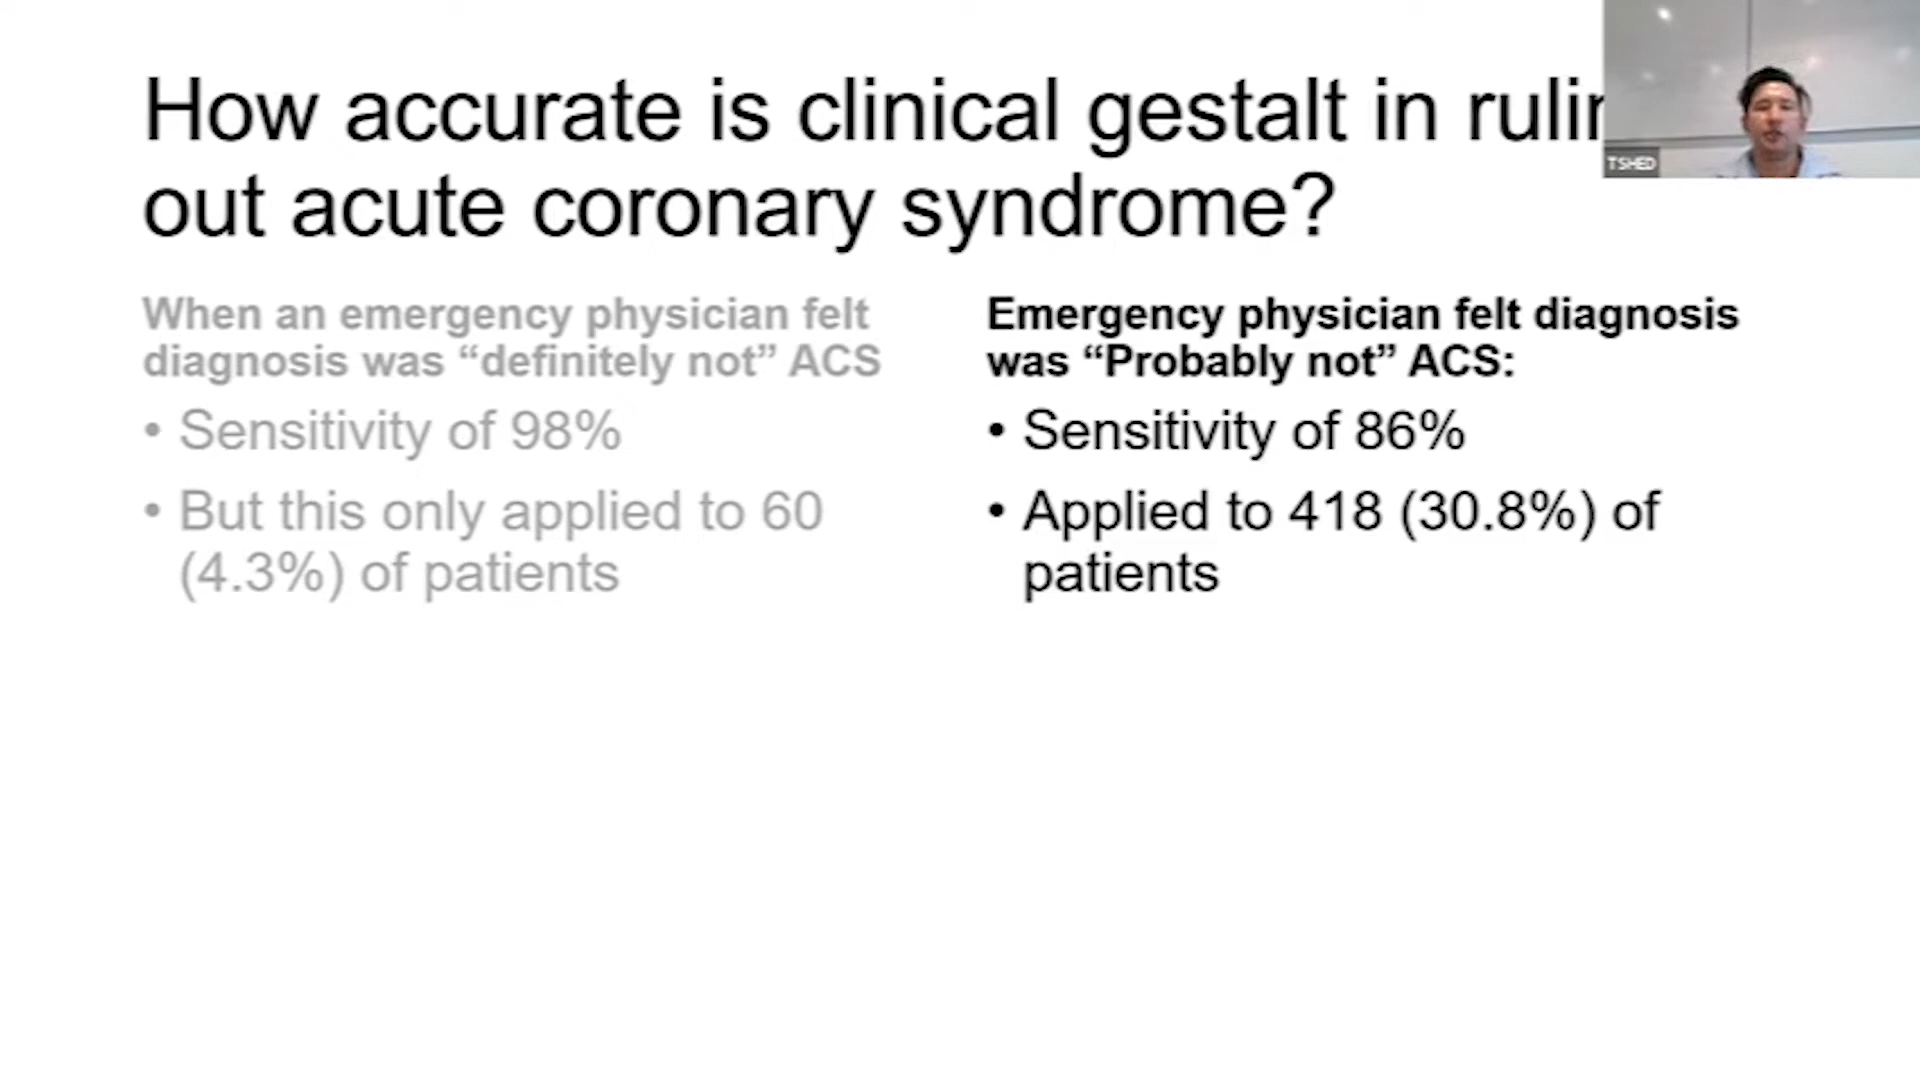 How accurate is clinical gestalt in
out acute coronary syndrome?
When an emergency physician felt
diagnosis was “definitely not” ACS
• Sensitivity of 98%
• But this only applied to 60
(4.3%) of patients
Emergency physician felt diagnosis
was “Probably not” ACS:
• Sensitivity of 86%
• Applied to 418 (30.8%) of
patients
TSHED